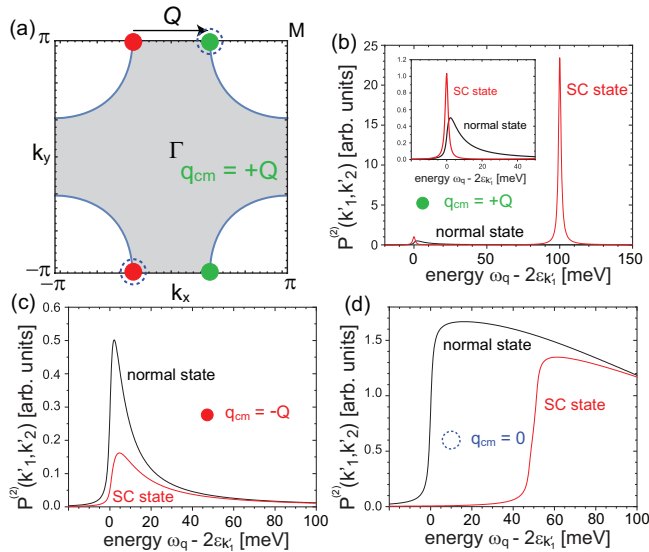 (a)
Q
M
π
k_y
Γ
q_cm = +Q
−π
−π
k_x
π
(b)
P^(2)(k'_1,k'_2) [arb. units]
25
20
15
10
5
0
0
50
100
150
energy ω_q - 2ε_k'_1 [meV]
SC state
q_cm = +Q
normal state
1.2
1.0
0.8
0.6
0.4
0.2
0.0
0
20
40
SC state
normal state
energy ω_q - 2ε_k'_1 [meV]
(c)
P^(2)(k'_1,k'_2) [arb. units]
0.6
0.5
0.4
0.3
0.2
0.1
0.0
0
20
40
60
80
100
energy ω_q - 2ε_k'_1 [meV]
normal state
q_cm = -Q
SC state
(d)
P^(2)(k'_1,k'_2) [arb. units]
1.5
1.0
0.5
0.0
0
20
40
60
80
100
energy ω_q - 2ε_k'_1 [meV]
normal state
SC state
q_cm = 0